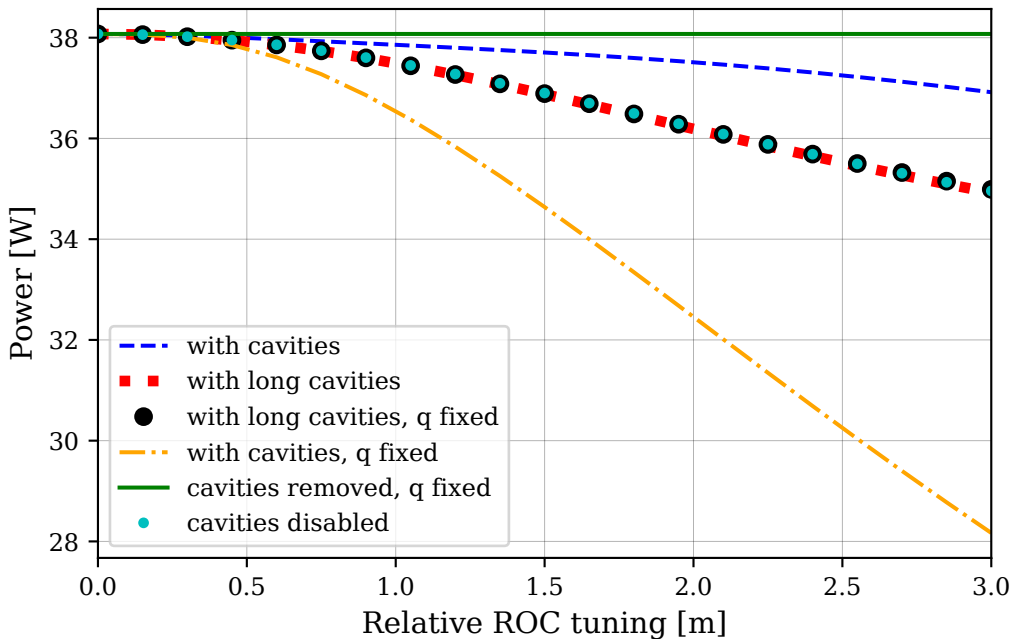 38
36
34
32
30
28
Power [W]
with cavities
with long cavities
with long cavities, q fixed
with cavities, q fixed
cavities removed, q fixed
cavities disabled
0.0 0.5 1.0 1.5 2.0 2.5 3.0
Relative ROC tuning [m]